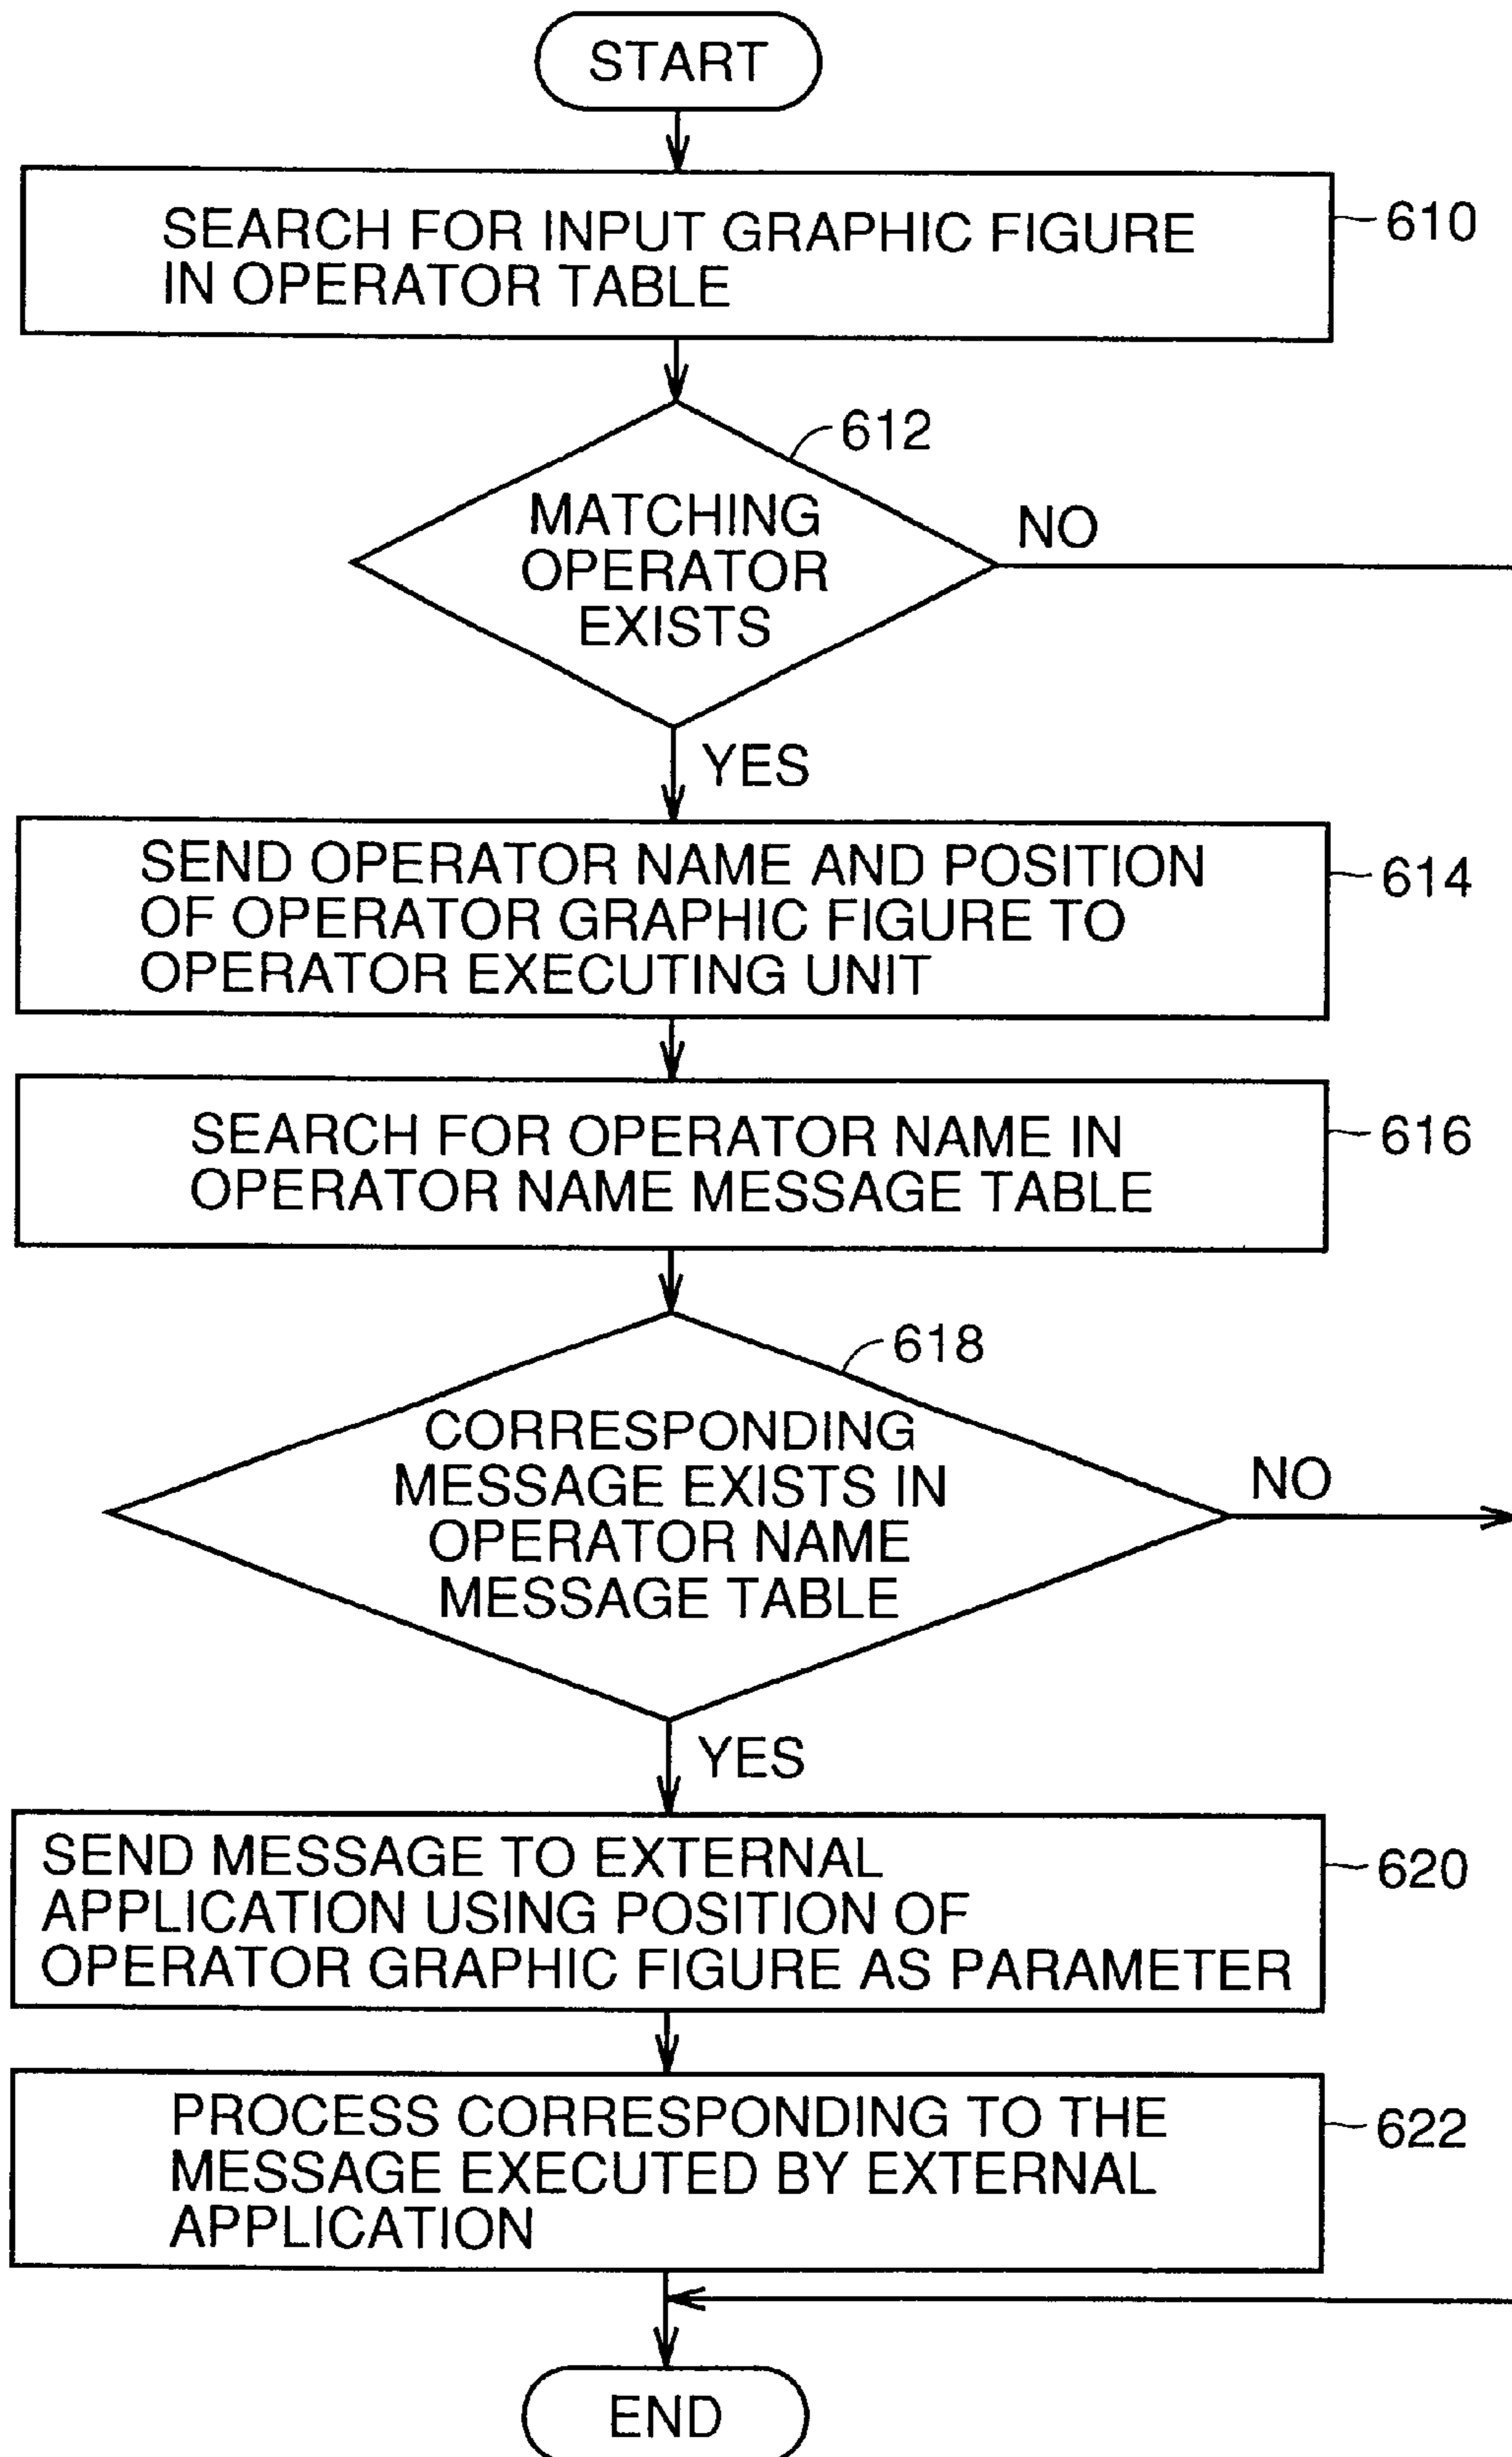 START
SEARCH FOR INPUT GRAPHIC FIGURE
IN OPERATOR TABLE
610
612
MATCHING
OPERATOR
EXISTS
NO
YES
SEND OPERATOR NAME AND POSITION
OF OPERATOR GRAPHIC FIGURE TO
OPERATOR EXECUTING UNIT
614
SEARCH FOR OPERATOR NAME IN
OPERATOR NAME MESSAGE TABLE
616
618
CORRESPONDING
MESSAGE EXISTS IN
OPERATOR NAME
MESSAGE TABLE
NO
YES
SEND MESSAGE TO EXTERNAL
APPLICATION USING POSITION OF
OPERATOR GRAPHIC FIGURE AS PARAMETER
620
PROCESS CORRESPONDING TO THE
MESSAGE EXECUTED BY EXTERNAL
APPLICATION
622
END